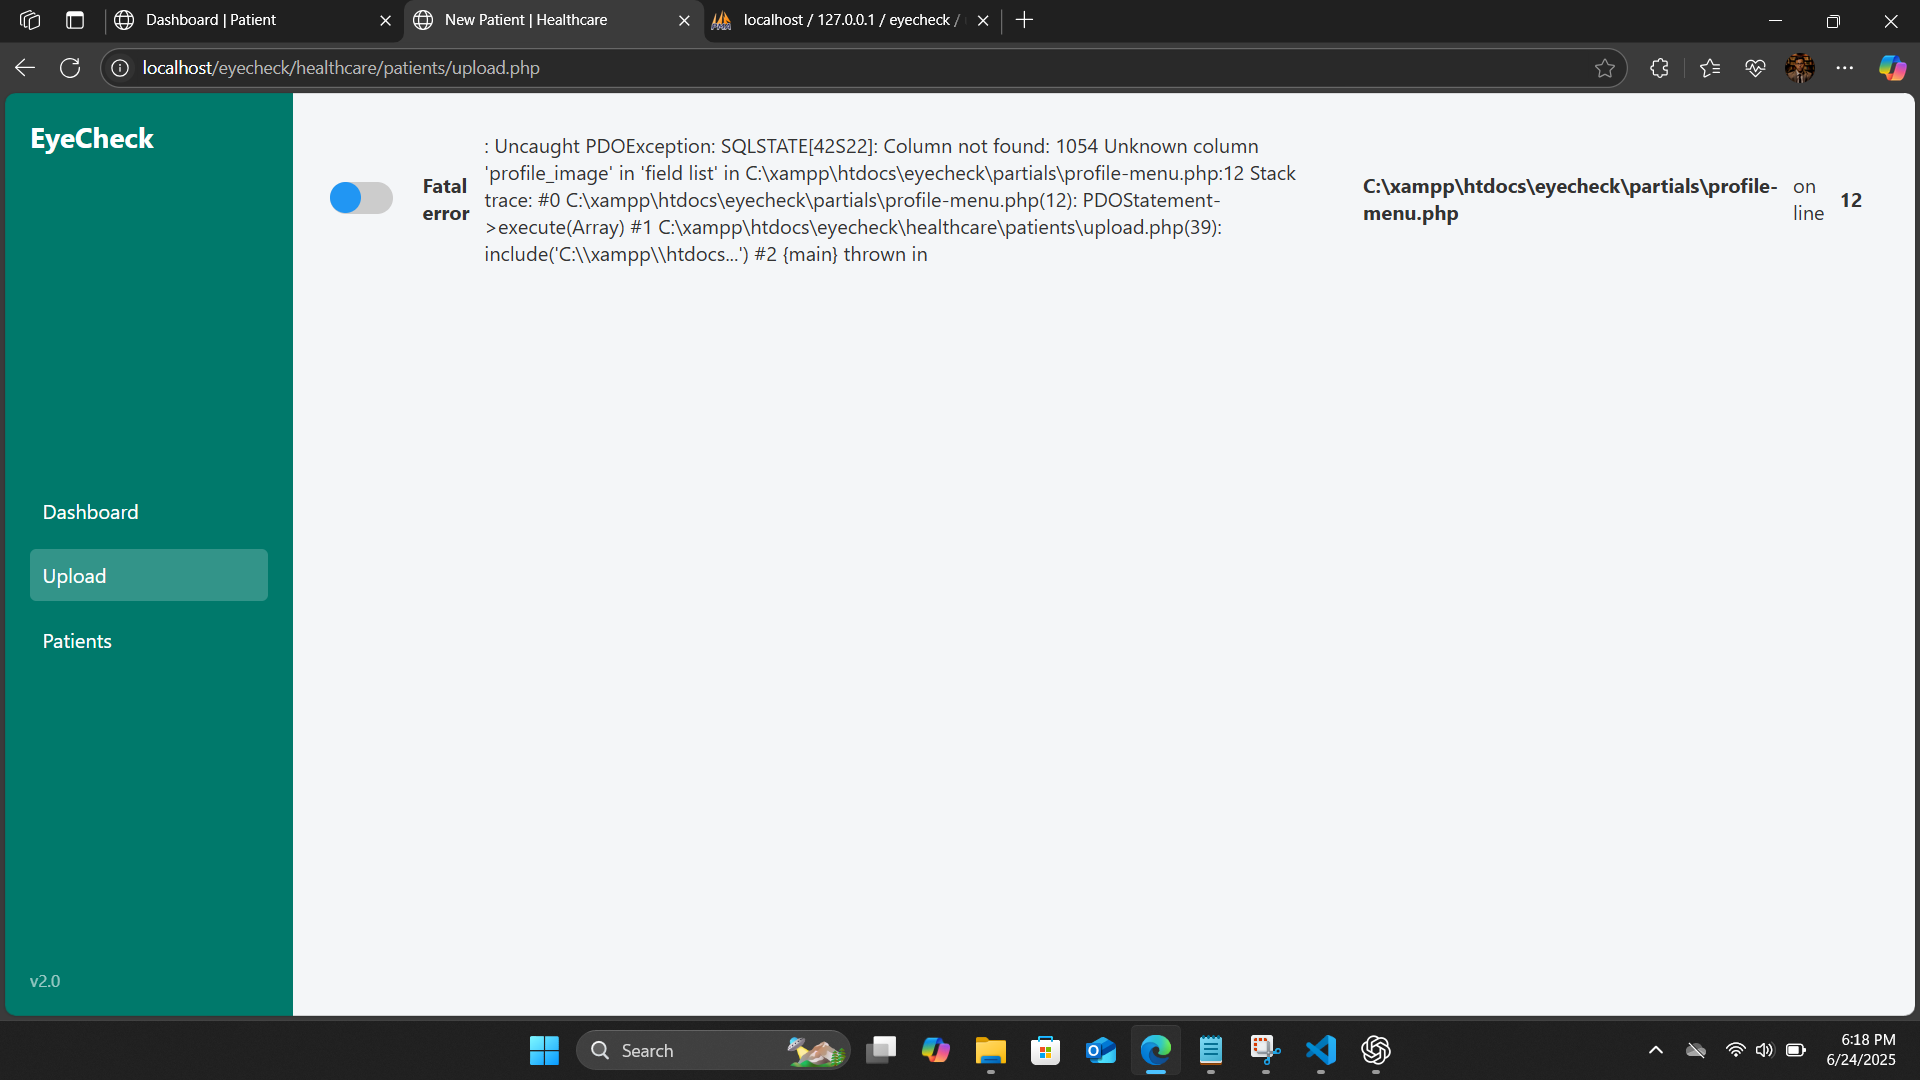 Dashboard | Patient
New Patient | Healthcare
localhost / 127.0.0.1 / eyecheck /
localhost/eyecheck/healthcare/patients/upload.php
EyeCheck
Dashboard
Upload
Patients
v2.0
Fatal
error
: Uncaught PDOException: SQLSTATE[42S22]: Column not found: 1054 Unknown column
'profile_image' in 'field list' in C:\xampp\htdocs\eyecheck\partials\profile-menu.php:12 Stack
trace: #0 C:\xampp\htdocs\eyecheck\partials\profile-menu.php(12): PDOStatement-
>execute(Array) #1 C:\xampp\htdocs\eyecheck\healthcare\patients\upload.php(39):
include('C:\\xampp\\htdocs...') #2 {main} thrown in
C:\xampp\htdocs\eyecheck\partials\profile-
menu.php
on
line
12
Search
6:18 PM
6/24/2025